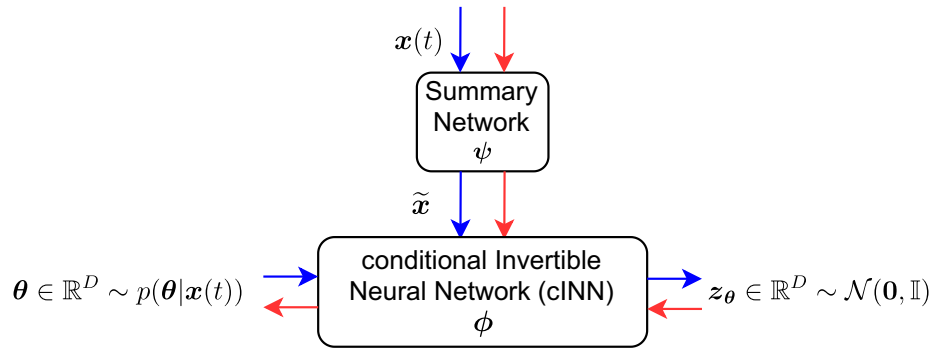 𝒙(t)
Summary
Network
𝝍
𝒙̃
conditional Invertible
Neural Network (cINN)
𝝓
𝜽 ∈ ℝ^D ∼ p(𝜽|𝒙(t))
𝒛_𝜽 ∈ ℝ^D ∼ 𝒩(𝟎, 𝕀)